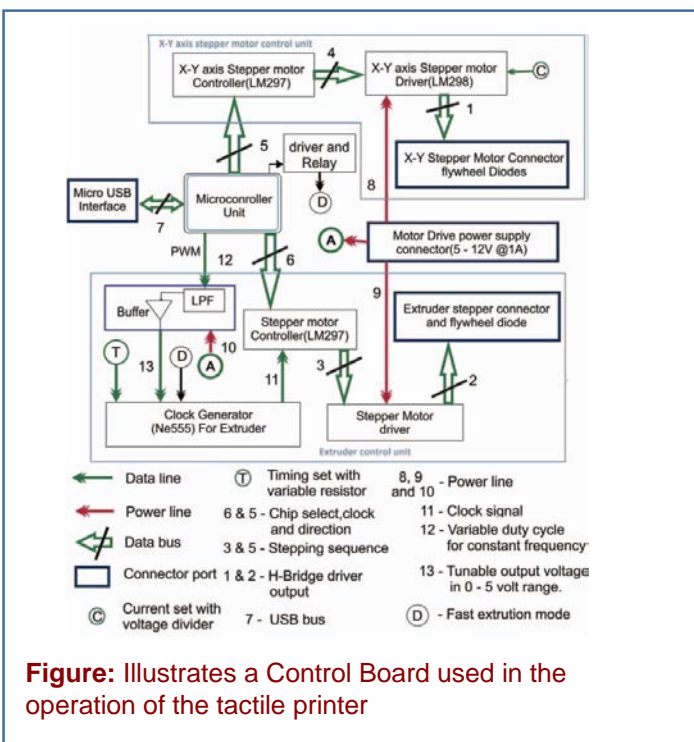 X-Y axis stepper motor control unit
X-Y axis Stepper motor
Controller(LM297)
4
X-Y axis Stepper motor
Driver(LM298)
C
5
driver and
Relay
1
X-Y Stepper Motor Connector
flywheel Diodes
8
Micro USB
Interface
7
Microconroller
Unit
D
A
Motor Drive power supply
connector(5 - 12V @1A)
PWM
12
6
9
LPF
Buffer
Stepper motor
Controller(LM297)
Extruder stepper connector
and flywheel diode
T
13
D
A
10
11
3
2
Clock Generator
(Ne555) For Extruder
Stepper Motor
driver
Extruder control unit
Data line
Power line
Data bus
Connector port
C
Current set with
voltage divider
T
Timing set with
variable resistor
6 & 5 - Chip select,clock
and direction
3 & 5 - Stepping sequence
1 & 2 - H-Bridge driver
output
7 - USB bus
8, 9
and 10
- Power line
11 - Clock signal
12 - Variable duty cycle
for constant frequency
13 - Tunable output voltage
in 0 - 5 volt range.
D - Fast extrution mode
Figure: Illustrates a Control Board used in the
operation of the tactile printer